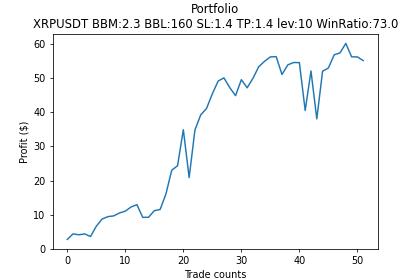 Portfolio
XRPUSDT BBM:2.3 BBL:160 SL:1.4 TP:1.4 lev:10 WinRatio:73.0
60
50
40
30
20
10
0
Profit ($)
0 10 20 30 40 50
Trade counts